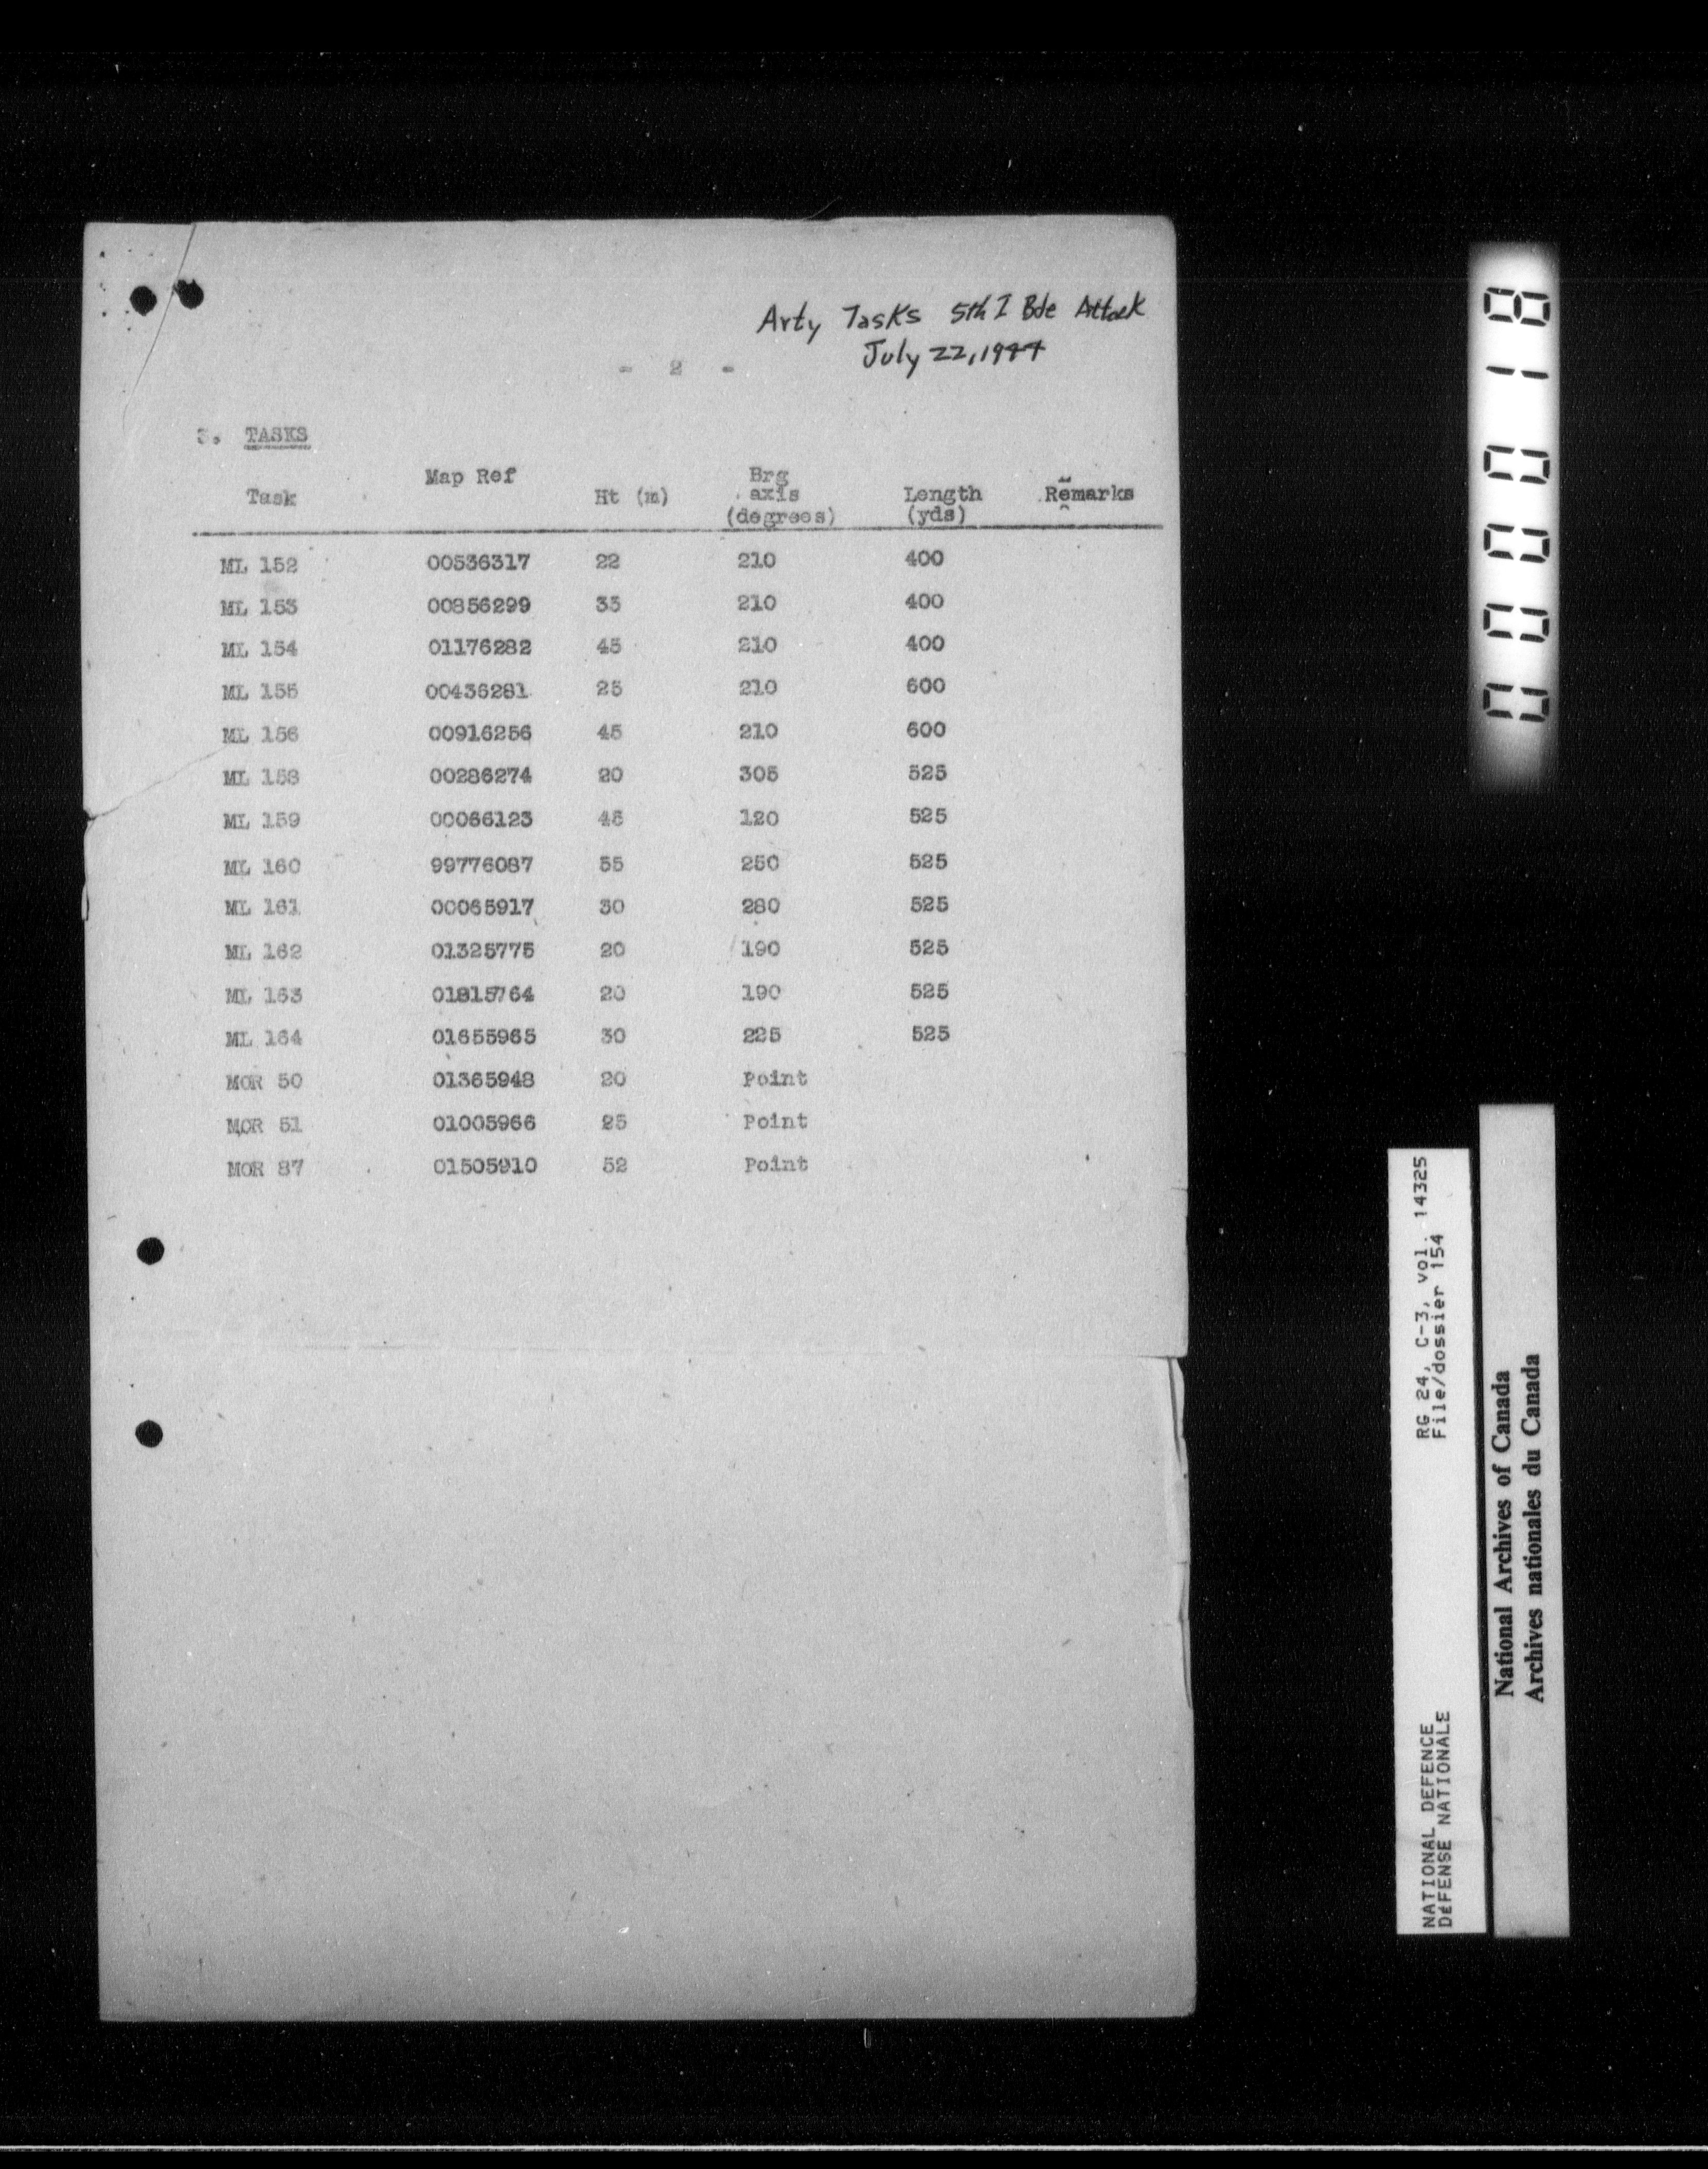 Arty Tasks 5th I Bde Attack
July 22, 1944
- 2 -
3. TASKS
Task Map Ref Ht (m) Brg axis (degrees) Length (yds) Remarks
ML 152 00536317 22 210 400
ML 153 00856299 33 210 400
ML 154 01176282 45 210 400
ML 155 00436281 25 210 600
ML 156 00916256 45 210 600
ML 158 00286274 20 305 525
ML 159 00066123 45 120 525
ML 160 99776087 55 250 525
ML 161 00065917 30 280 525
ML 162 01325775 20 190 525
ML 163 01815764 20 190 525
ML 164 01655965 30 225 525
MOR 50 01365948 20 Point
MOR 51 01005966 25 Point
MOR 87 01505910 52 Point
000018
NATIONAL DEFENCE RG 24, C-3, vol. 14325
DéFENSE NATIONALE File/dossier 154
National Archives of Canada
Archives nationales du Canada